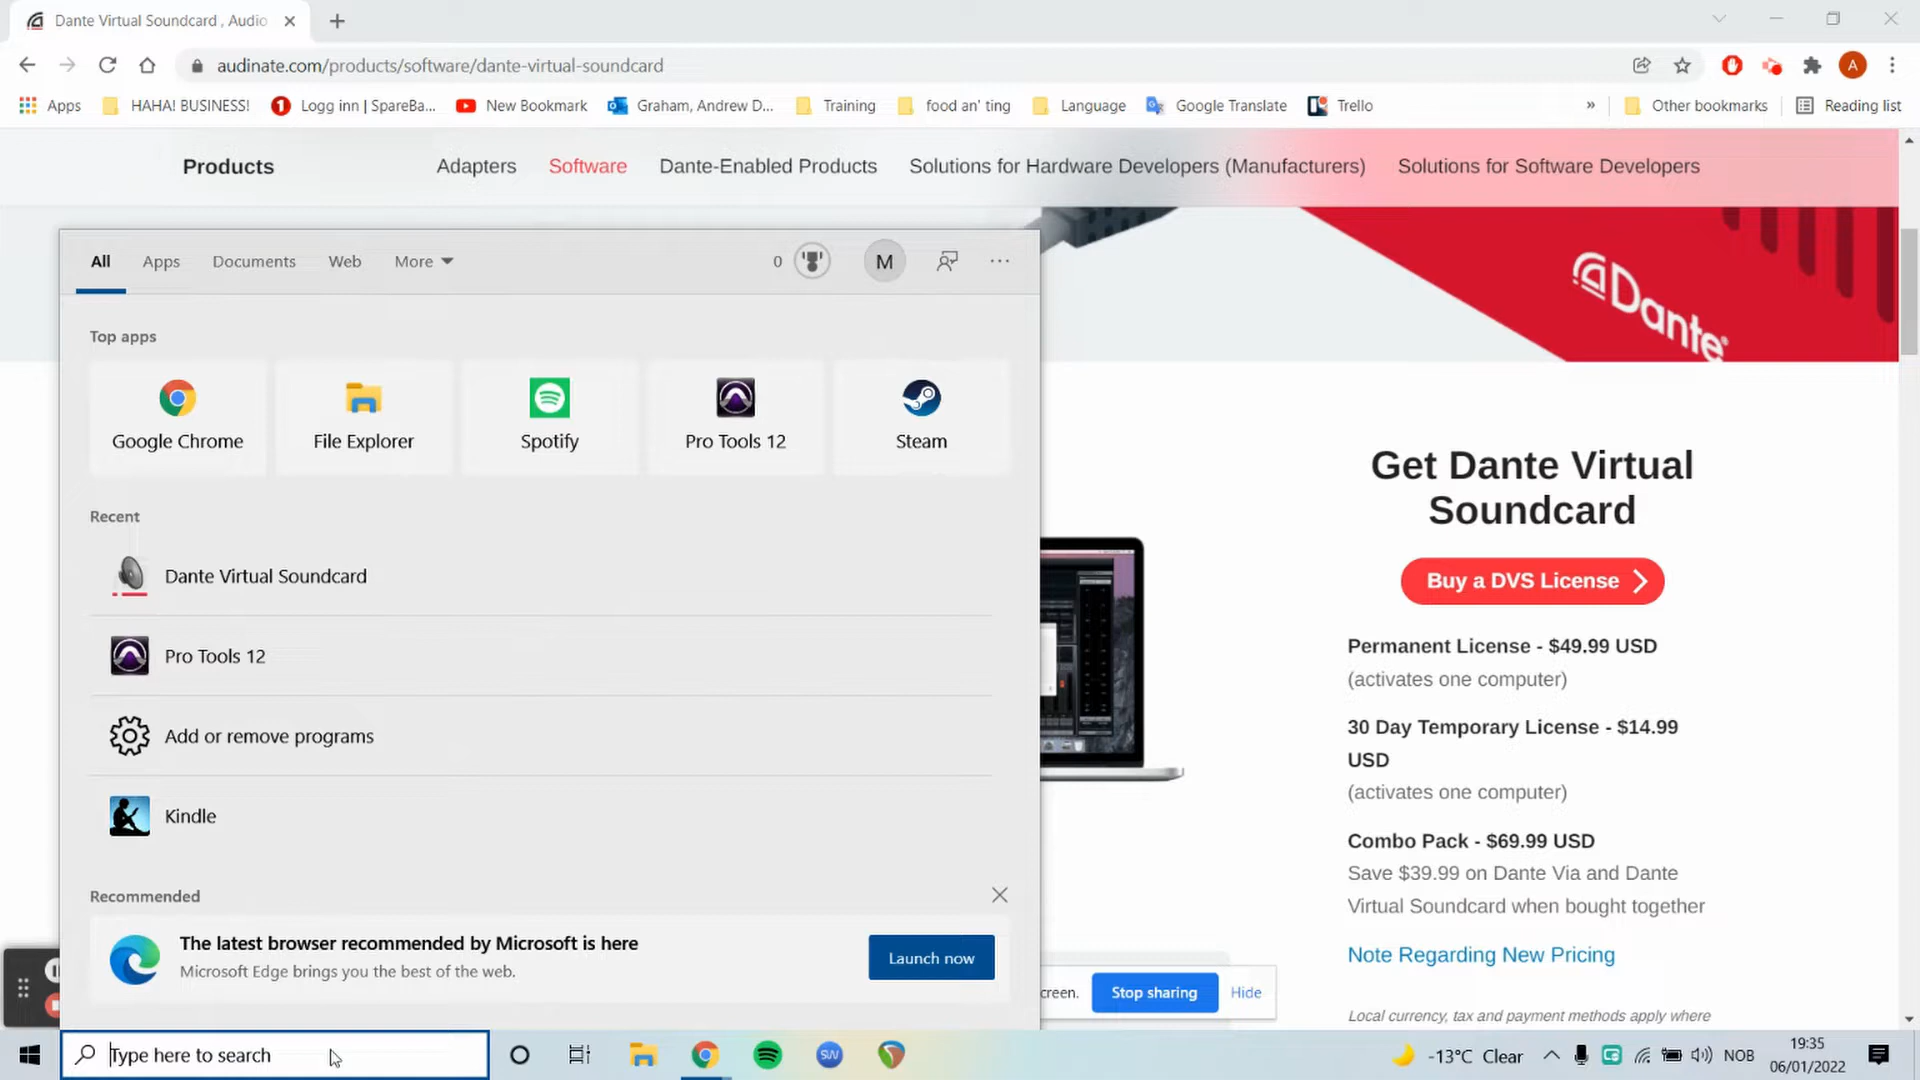 Dante Virtual Soundcard , Audio
audinate.com/products/software/dante-virtual-soundcard
A
Apps
HAHA! BUSINESS!
1
Logg inn | SpareBa...
New Bookmark
Graham, Andrew D...
Training
food an' ting
Language
Google Translate
Trello
»
Other bookmarks
Reading list
Products
Adapters
Software
Dante-Enabled Products
Solutions for Hardware Developers (Manufacturers)
Solutions for Software Developers
Dante®
All
Apps
Documents
Web
More
0
M
Top apps
Google Chrome
File Explorer
Spotify
Pro Tools 12
Steam
Recent
Dante Virtual Soundcard
Pro Tools 12
Add or remove programs
Kindle
Recommended
The latest browser recommended by Microsoft is here
Microsoft Edge brings you the best of the web.
Launch now
Get Dante Virtual
Soundcard
Buy a DVS License
Permanent License - $49.99 USD
(activates one computer)
30 Day Temporary License - $14.99
USD
(activates one computer)
Combo Pack - $69.99 USD
Save $39.99 on Dante Via and Dante
Virtual Soundcard when bought together
Note Regarding New Pricing
Local currency, tax and payment methods apply where
creen.
Stop sharing
Hide
Type here to search
SW
-13°C Clear
NOB
19:35
06/01/2022